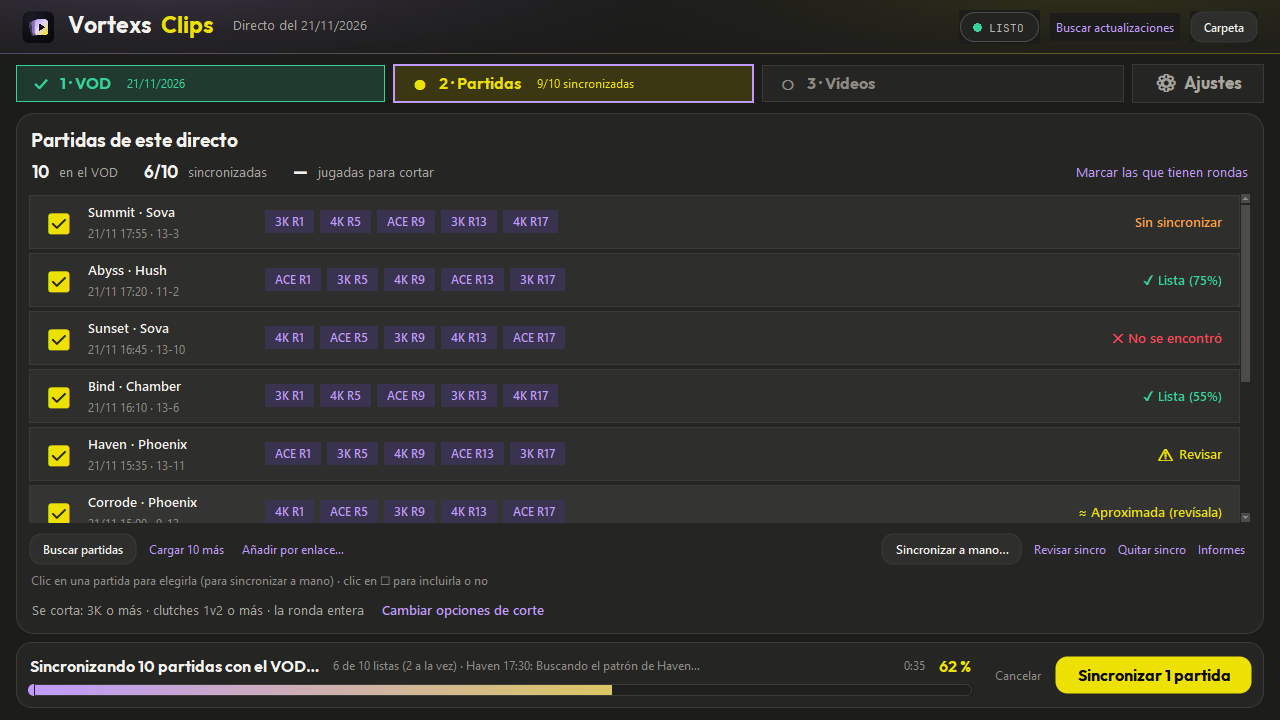 Vortexs Clips Directo del 21/11/2026 LISTO Buscar actualizaciones Carpeta
1·VOD 21/11/2026 2·Partidas 9/10 sincronizadas 3·Vídeos Ajustes
Partidas de este directo
10 en el VOD 6/10 sincronizadas — jugadas para cortar Marcar las que tienen rondas
Summit · Sova
21/11 17:55 · 13-3
3K R1 4K R5 ACE R9 3K R13 4K R17 Sin sincronizar
Abyss · Hush
21/11 17:20 · 11-2
ACE R1 3K R5 4K R9 ACE R13 3K R17 ✓ Lista (75%)
Sunset · Sova
21/11 16:45 · 13-10
4K R1 ACE R5 3K R9 4K R13 ACE R17 ✕ No se encontró
Bind · Chamber
21/11 16:10 · 13-6
3K R1 4K R5 ACE R9 3K R13 4K R17 ✓ Lista (55%)
Haven · Phoenix
21/11 15:35 · 13-11
ACE R1 3K R5 4K R9 ACE R13 3K R17 ⚠ Revisar
Corrode · Phoenix
4K R1 ACE R5 3K R9 4K R13 ACE R17 ≈ Aproximada (revísala)
Buscar partidas Cargar 10 más Añadir por enlace... Sincronizar a mano... Revisar sincro Quitar sincro Informes
Clic en una partida para elegirla (para sincronizar a mano) · clic en ☐ para incluirla o no
Se corta: 3K o más · clutches 1v2 o más · la ronda entera Cambiar opciones de corte
Sincronizando 10 partidas con el VOD... 6 de 10 listas (2 a la vez) · Haven 17:30: Buscando el patrón de Haven... 0:35 62 % Cancelar Sincronizar 1 partida